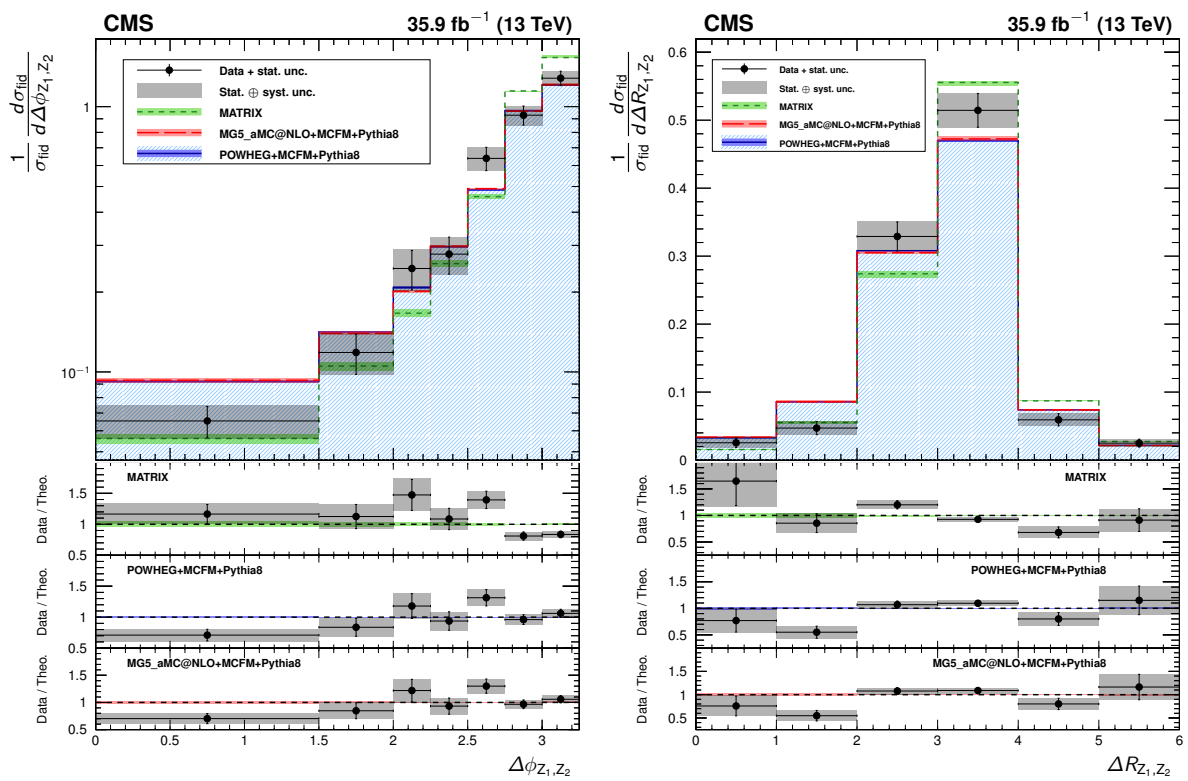 CMS 35.9 fb⁻¹ (13 TeV)
1/σ_fid dσ_fid/dΔϕ_Z₁,Z₂
Data + stat. unc.
Stat. ⊕ syst. unc.
MATRIX
MG5_aMC@NLO+MCFM+Pythia8
POWHEG+MCFM+Pythia8
1
10⁻¹
MATRIX
Data / Theo.
1.5
1
0.5
POWHEG+MCFM+Pythia8
Data / Theo.
1.5
1
0.5
MG5_aMC@NLO+MCFM+Pythia8
Data / Theo.
1.5
1
0.5
0 0.5 1 1.5 2 2.5 3
Δϕ_Z₁,Z₂
CMS 35.9 fb⁻¹ (13 TeV)
1/σ_fid dσ_fid/dΔR_Z₁,Z₂
Data + stat. unc.
Stat. ⊕ syst. unc.
MATRIX
MG5_aMC@NLO+MCFM+Pythia8
POWHEG+MCFM+Pythia8
0.6
0.5
0.4
0.3
0.2
0.1
0
MATRIX
Data / Theo.
1.5
1
0.5
POWHEG+MCFM+Pythia8
Data / Theo.
1.5
1
0.5
MG5_aMC@NLO+MCFM+Pythia8
Data / Theo.
1.5
1
0.5
0 1 2 3 4 5 6
ΔR_Z₁,Z₂